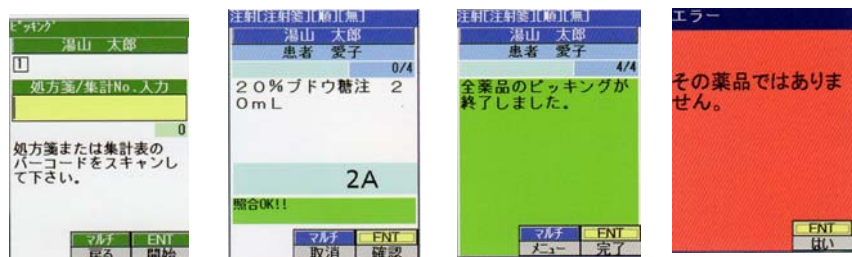 ピッキング
湯山 太郎
1
処方箋/集計No.入力
0
処方箋または集計表の
バーコードをスキャンし
て下さい。
マルチ ENT
戻る 開始
注射[注射箋][順][無]
湯山 太郎
患者 愛子
0/4
20%ブドウ糖注 2
0mL
2A
照合OK!!
マルチ ENT
取消 確認
注射[注射箋][順][無]
湯山 太郎
患者 愛子
4/4
全薬品のピッキングが
終了しました。
マルチ ENT
メニュー 完了
エラー
その薬品ではありま
せん。
ENT
はい